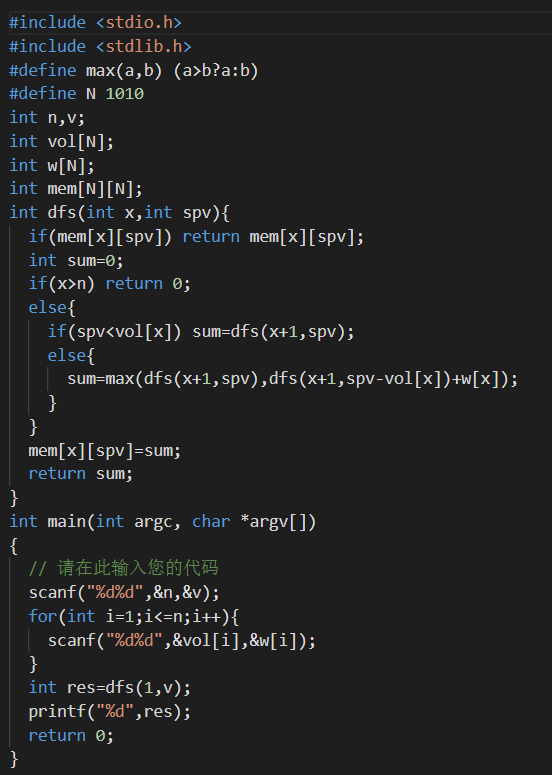 #include <stdio.h>
#include <stdlib.h>
#define max(a,b) (a>b?a:b)
#define N 1010
int n,v;
int vol[N];
int w[N];
int mem[N][N];
int dfs(int x,int spv){
  if(mem[x][spv]) return mem[x][spv];
  int sum=0;
  if(x>n) return 0;
  else{
    if(spv<vol[x]) sum=dfs(x+1,spv);
    else{
      sum=max(dfs(x+1,spv),dfs(x+1,spv-vol[x])+w[x]);
    }
  }
  mem[x][spv]=sum;
  return sum;
}
int main(int argc, char *argv[])
{
  // 请在此输入您的代码
  scanf("%d%d",&n,&v);
  for(int i=1;i<=n;i++){
    scanf("%d%d",&vol[i],&w[i]);
  }
  int res=dfs(1,v);
  printf("%d",res);
  return 0;
}